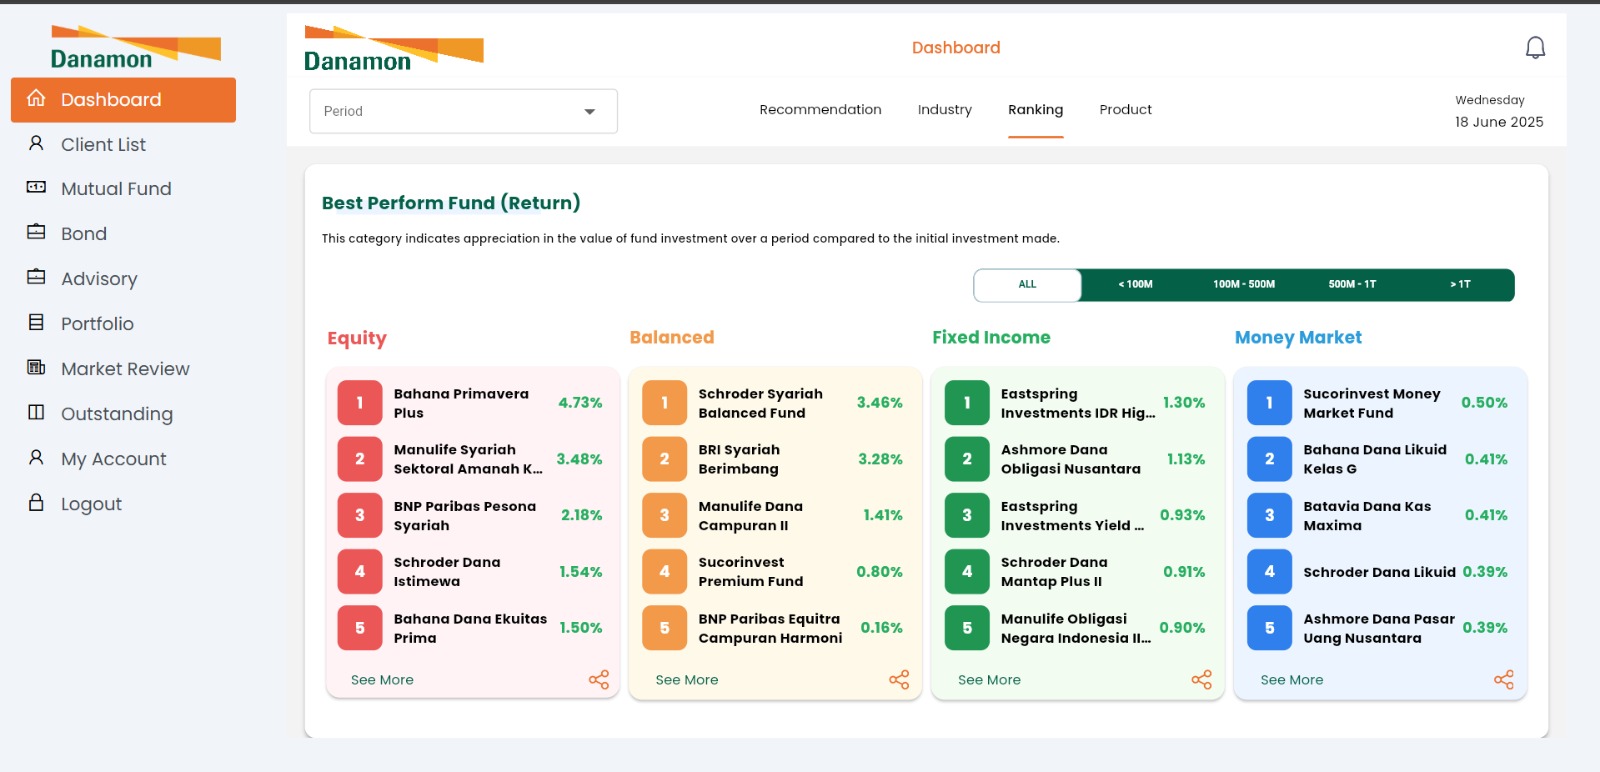 Danamon
Dashboard
Client List
Mutual Fund
Bond
Advisory
Portfolio
Market Review
Outstanding
My Account
Logout
Danamon
Dashboard
Period
Recommendation
Industry
Ranking
Product
Wednesday
18 June 2025
Best Perform Fund (Return)
This category indicates appreciation in the value of fund investment over a period compared to the initial investment made.
ALL
< 100M
100M - 500M
500M - 1T
> 1T
Equity
1
Bahana Primavera
Plus
4.73%
2
Manulife Syariah
Sektoral Amanah K...
3.48%
3
BNP Paribas Pesona
Syariah
2.18%
4
Schroder Dana
Istimewa
1.54%
5
Bahana Dana Ekuitas
Prima
1.50%
See More
Balanced
1
Schroder Syariah
Balanced Fund
3.46%
2
BRI Syariah
Berimbang
3.28%
3
Manulife Dana
Campuran II
1.41%
4
Sucorinvest
Premium Fund
0.80%
5
BNP Paribas Equitra
Campuran Harmoni
0.16%
See More
Fixed Income
1
Eastspring
Investments IDR Hig...
1.30%
2
Ashmore Dana
Obligasi Nusantara
1.13%
3
Eastspring
Investments Yield ...
0.93%
4
Schroder Dana
Mantap Plus II
0.91%
5
Manulife Obligasi
Negara Indonesia II...
0.90%
See More
Money Market
1
Sucorinvest Money
Market Fund
0.50%
2
Bahana Dana Likuid
Kelas G
0.41%
3
Batavia Dana Kas
Maxima
0.41%
4
Schroder Dana Likuid
0.39%
5
Ashmore Dana Pasar
Uang Nusantara
0.39%
See More